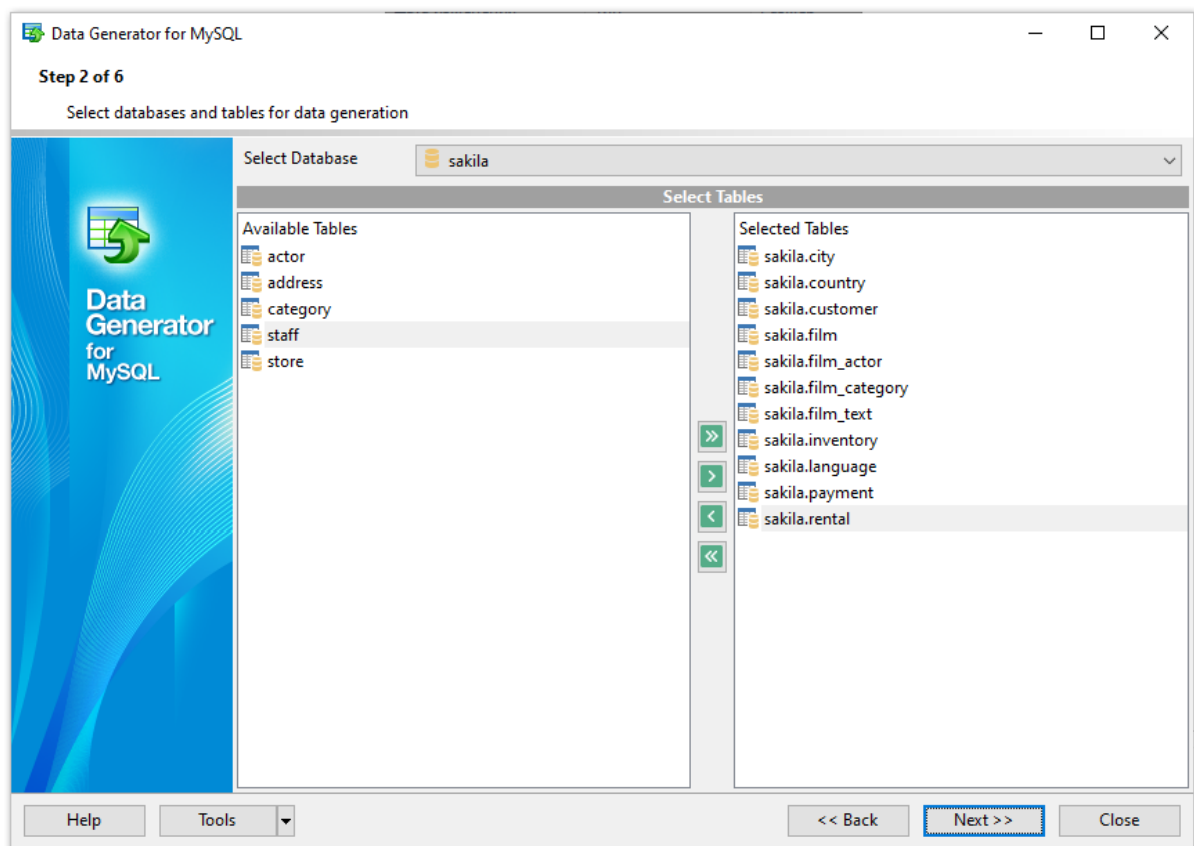 Data Generator for MySQL
Step 2 of 6
Select databases and tables for data generation
Data
Generator
for
MySQL
Select Database
sakila
Select Tables
Available Tables
actor
address
category
staff
store
Selected Tables
sakila.city
sakila.country
sakila.customer
sakila.film
sakila.film_actor
sakila.film_category
sakila.film_text
sakila.inventory
sakila.language
sakila.payment
sakila.rental
Help
Tools
<< Back
Next >>
Close